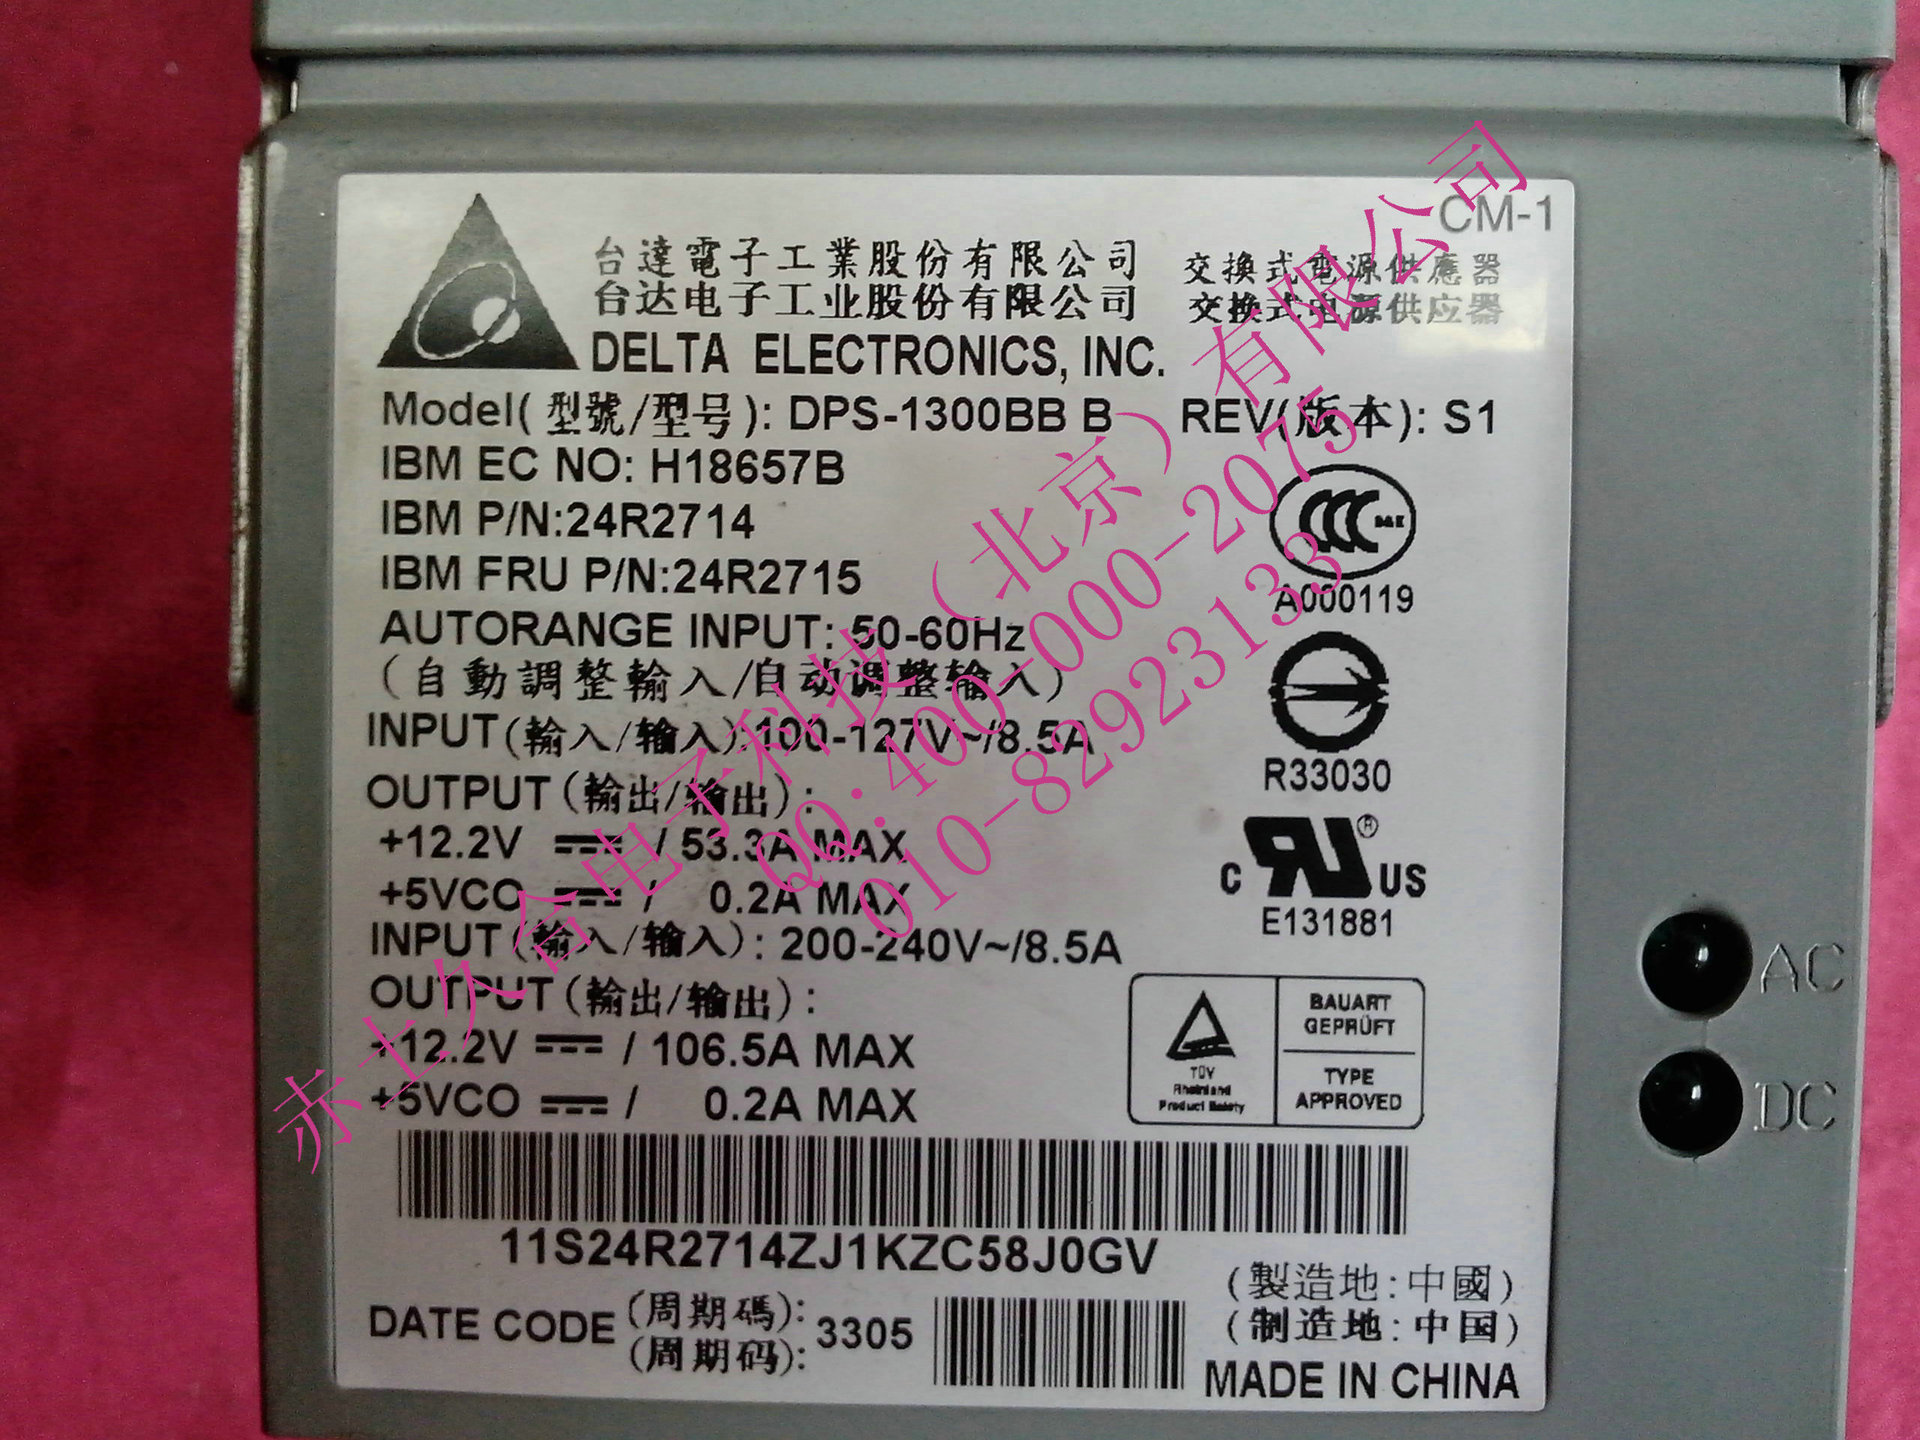 CM-1
台達電子工業股份有限公司
交換式電源供應器
台达电子工业股份有限公司
交换式电源供应器
DELTA ELECTRONICS, INC.
Model(型號/型号): DPS-1300BB B
REV(版本): S1
IBM EC NO: H18657B
IBM P/N:24R2714
IBM FRU P/N:24R2715
AUTORANGE INPUT: 50-60Hz
(自動調整輸入/自动调整输入)
INPUT(輸入/输入):100-127V~/8.5A
OUTPUT(輸出/输出):
+12.2V / 53.3A MAX
+5VCO / 0.2A MAX
INPUT(輸入/输入): 200-240V~/8.5A
OUTPUT(輸出/输出):
+12.2V / 106.5A MAX
+5VCO / 0.2A MAX
CCC S&E
A000119
R33030
C UR ® US
E131881
TÜV
Rheinland
Product Safety
BAUART
GEPRÜFT
TYPE
APPROVED
AC
DC
11S24R2714ZJ1KZC58J0GV
DATE CODE (周期碼):
(周期码): 3305
(製造地:中國)
(制造地:中国)
MADE IN CHINA
赤士久合电子科技（北京）有限公司
QQ:400-000-2075
010-82923133